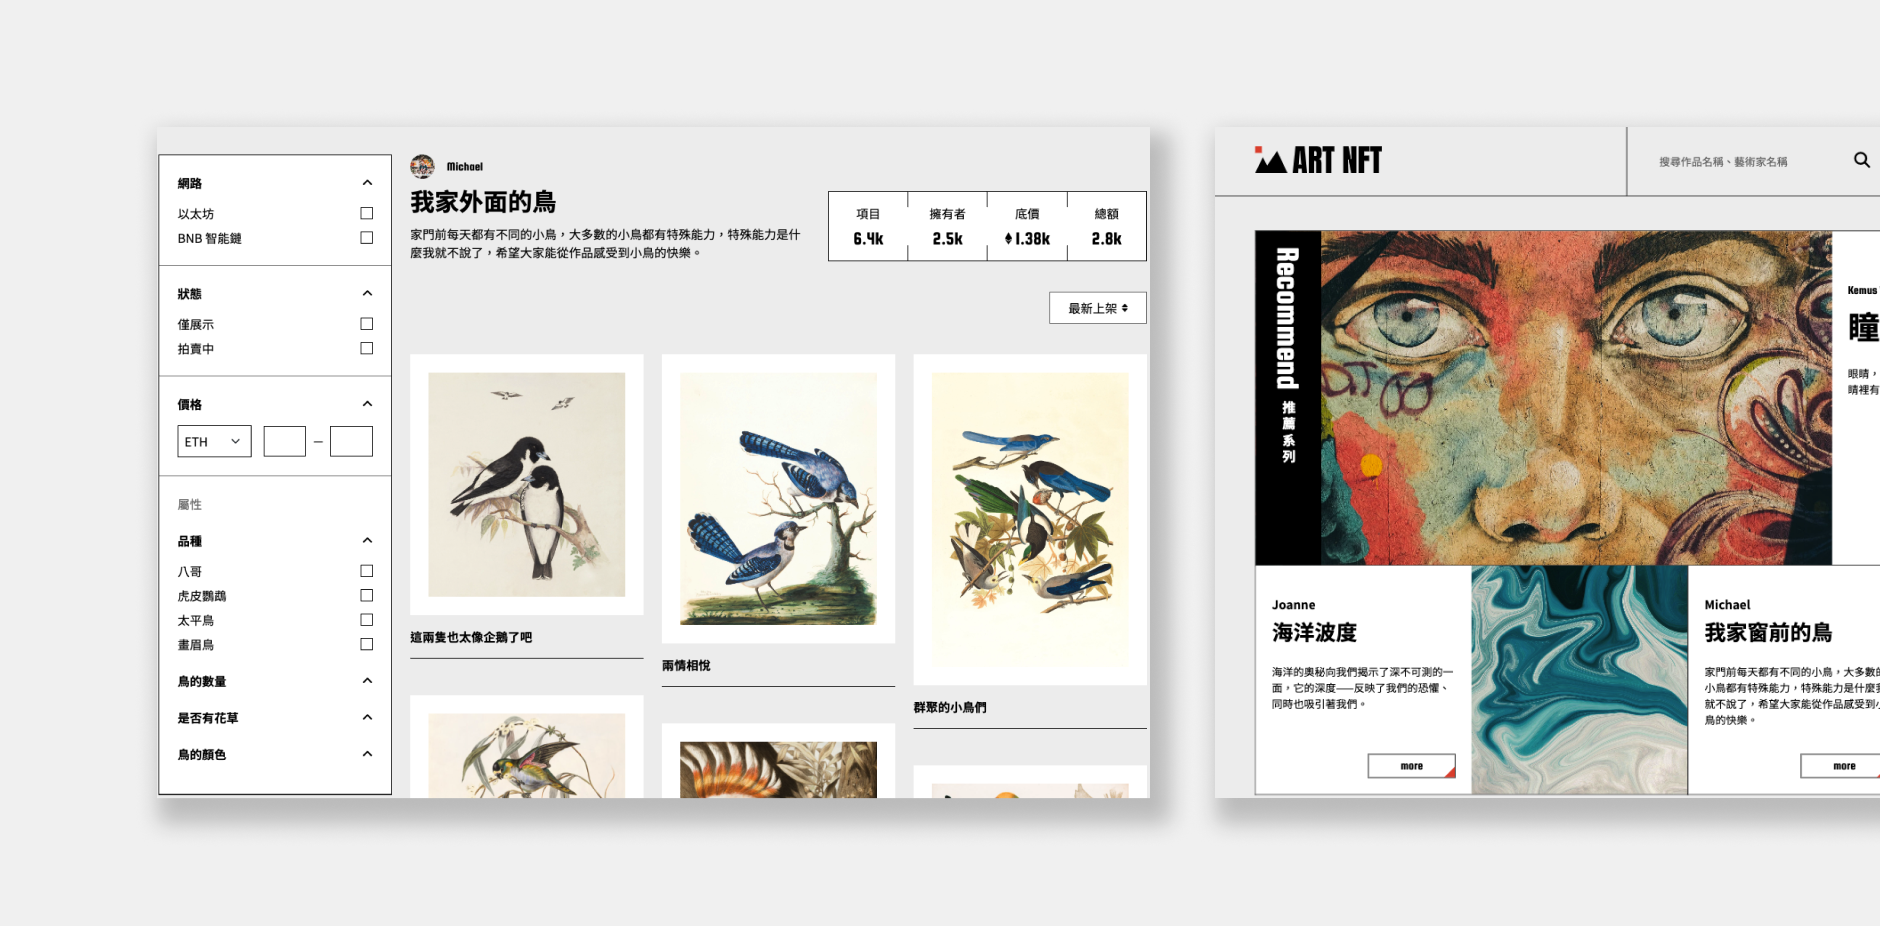 網路
以太坊
BNB 智能鏈
狀態
僅展示
拍賣中
價格
ETH
—
屬性
品種
八哥
虎皮鸚鵡
太平鳥
畫眉鳥
鳥的數量
是否有花草
鳥的顏色
Michael
我家外面的鳥
家門前每天都有不同的小鳥，大多數的小鳥都有特殊能力，特殊能力是什
麼我就不說了，希望大家能從作品感受到小鳥的快樂。
項目 擁有者 底價 總額
6.4k 2.5k 1.38k 2.8k
最新上架
這兩隻也太像企鵝了吧
兩情相悅
群聚的小鳥們
ART NFT
搜尋作品名稱、藝術家名稱
Recommend 推薦系列
Kemus
瞳
眼睛，
睛裡有
Joanne
海洋波度
海洋的奧秘向我們揭示了深不可測的一
面，它的深度——反映了我們的恐懼、
同時也吸引著我們。
more
Michael
我家窗前的鳥
家門前每天都有不同的小鳥，大多數的
小鳥都有特殊能力，特殊能力是什麼我
就不說了，希望大家能從作品感受到小
鳥的快樂。
more